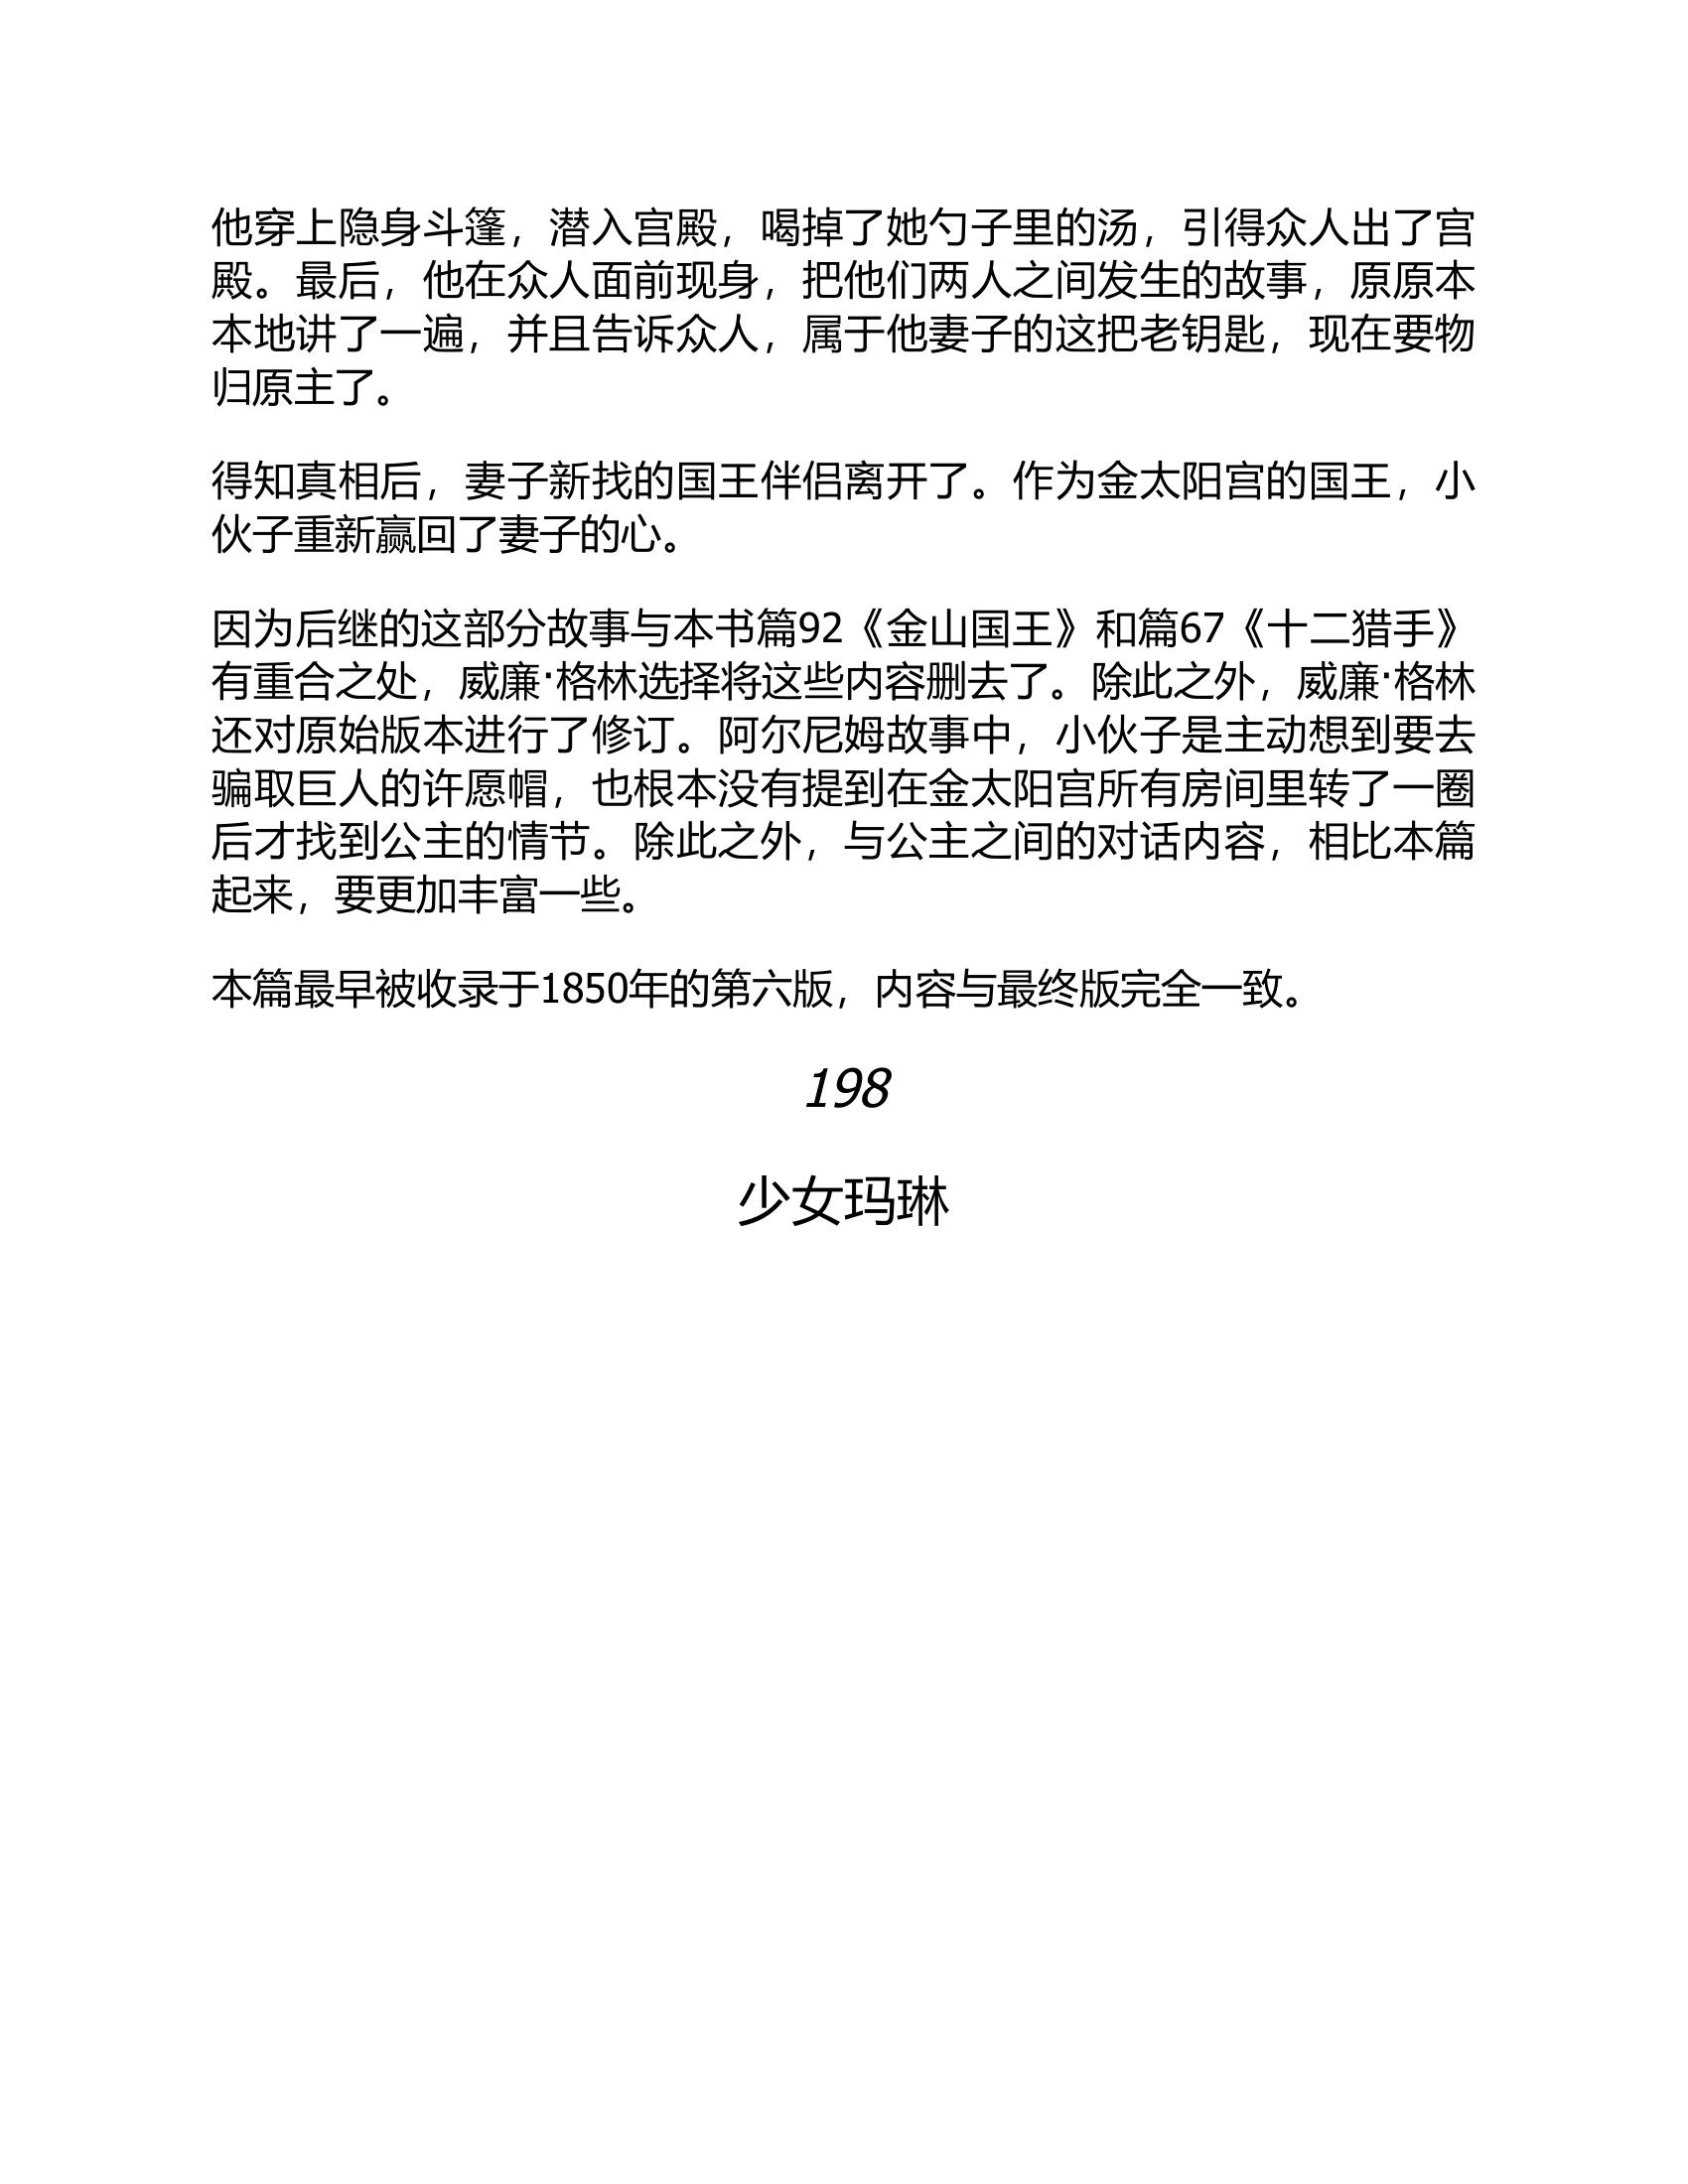 他穿上隐身斗篷，潜入宫殿，喝掉了她勺子里的汤，引得众人出了宫
殿。最后，他在众人面前现身，把他们两人之间发生的故事，原原本
本地讲了一遍，并且告诉众人，属于他妻子的这把老钥匙，现在要物
归原主了。
得知真相后，妻子新找的国王伴侣离开了。作为金太阳宫的国王，小
伙子重新赢回了妻子的心。
因为后继的这部分故事与本书篇92《金山国王》和篇67《十二猎手》
有重合之处，威廉·格林选择将这些内容删去了。除此之外，威廉·格林
还对原始版本进行了修订。阿尔尼姆故事中，小伙子是主动想到要去
骗取巨人的许愿帽，也根本没有提到在金太阳宫所有房间里转了一圈
后才找到公主的情节。除此之外，与公主之间的对话内容，相比本篇
起来，要更加丰富一些。
本篇最早被收录于1850年的第六版，内容与最终版完全一致。
198
少女玛琳